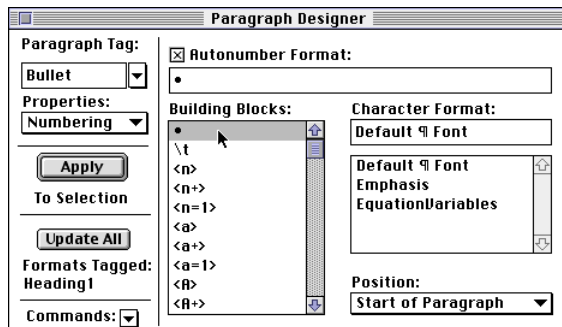 Paragraph Designer
Paragraph Tag:
Bullet
Properties:
Numbering
Apply
To Selection
Update All
Formats Tagged:
Heading1
Commands:
Autonumber Format:
•
Building Blocks:
•
\t
<n>
<n+>
<n=1>
<a>
<a+>
<a=1>
<A>
<A+>
Character Format:
Default ¶ Font
Default ¶ Font
Emphasis
EquationVariables
Position:
Start of Paragraph